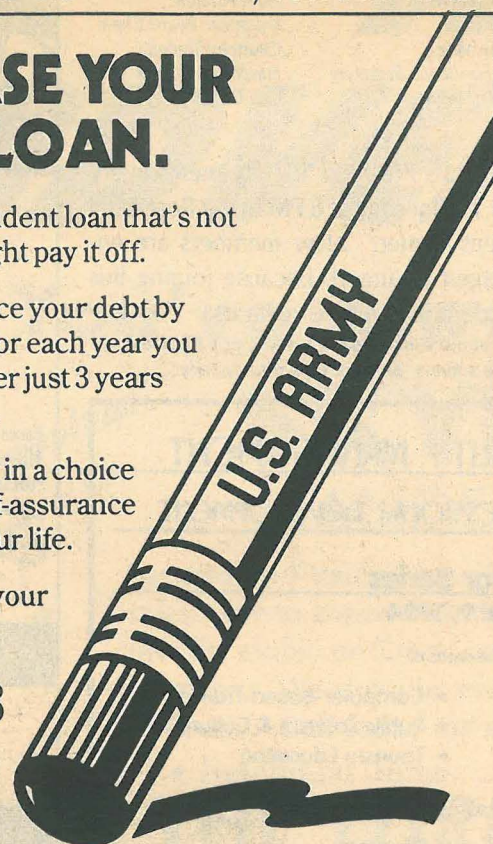 SE YOUR
LOAN.
dent loan that's not
ght pay it off.
ce your debt by
or each year you
er just 3 years
in a choice
f-assurance
ur life.
your
U.S. ARMY